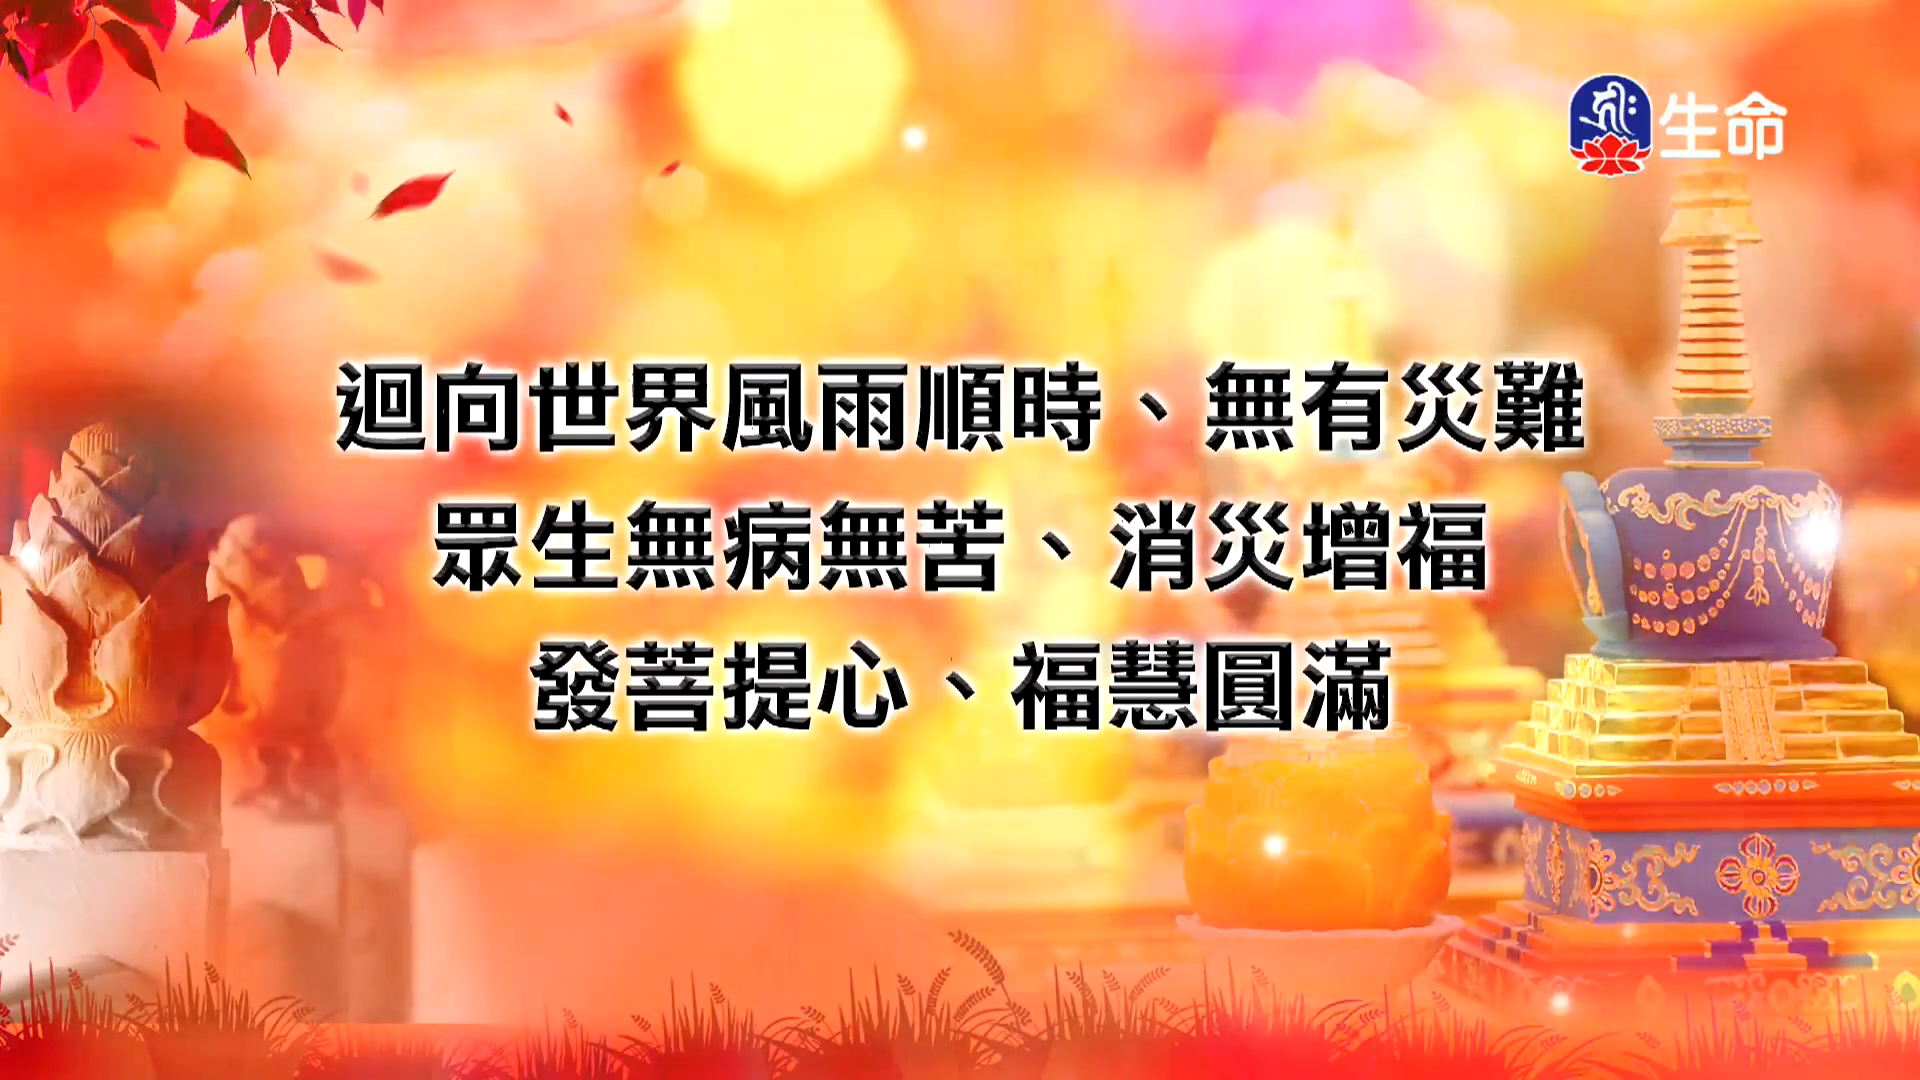 生命
迴向世界風雨順時、無有災難
眾生無病無苦、消災增福
發菩提心、福慧圓滿